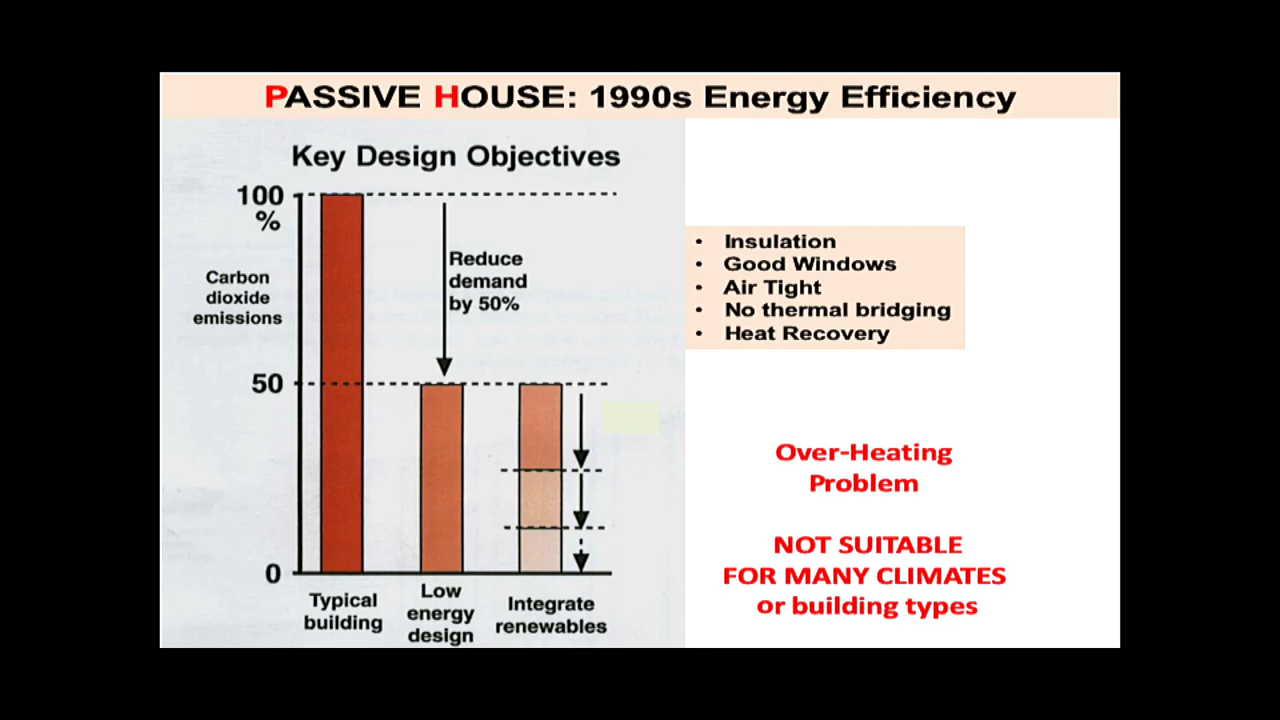 PASSIVE HOUSE: 1990s Energy Efficiency
Key Design Objectives
100
%
Carbon
dioxide
emissions
Reduce
demand
by 50%
50
0
Typical
building
Low
energy
design
Integrate
renewables
• Insulation
• Good Windows
• Air Tight
• No thermal bridging
• Heat Recovery
Over-Heating
Problem
NOT SUITABLE
FOR MANY CLIMATES
or building types